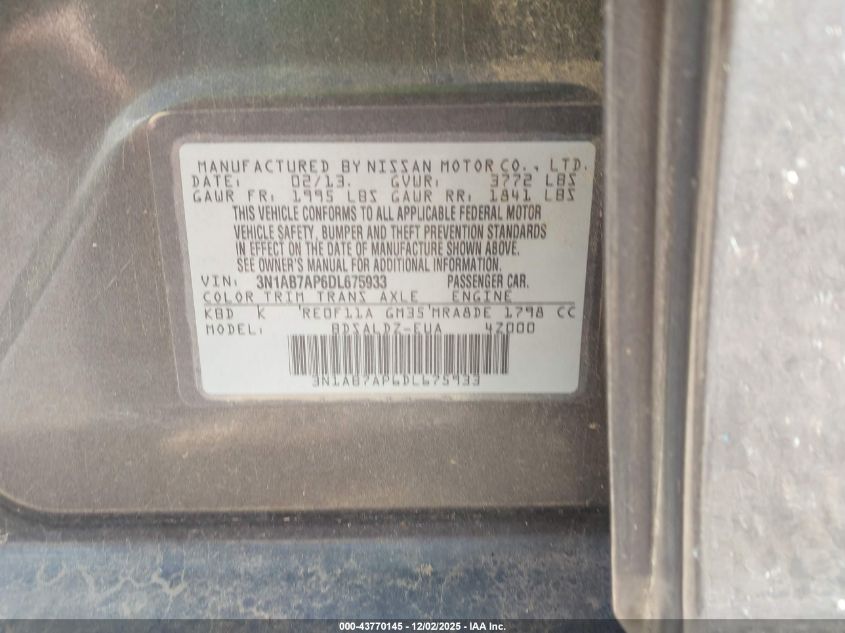 MANUFACTURED BY NISSAN MOTOR CO., LTD.
DATE: 02/13. GVWR: 3772 LBS
GAWR FR: 1995 LBS GAWR RR: 1841 LBS
THIS VEHICLE CONFORMS TO ALL APPLICABLE FEDERAL MOTOR
VEHICLE SAFETY, BUMPER AND THEFT PREVENTION STANDARDS
IN EFFECT ON THE DATE OF MANUFACTURE SHOWN ABOVE.
SEE OWNER'S MANUAL FOR ADDITIONAL INFORMATION.
VIN: 3N1AB7AP6DL675933 PASSENGER CAR.
COLOR TRIM TRANS AXLE ENGINE
KBD K 'RE0F11A GM35'MRA8DE 1798 CC
MODEL: BDSALDZ-EUA 4Z000
3N1AB7AP6DL675933
000-43770145 - 12/02/2025 - IAA Inc.